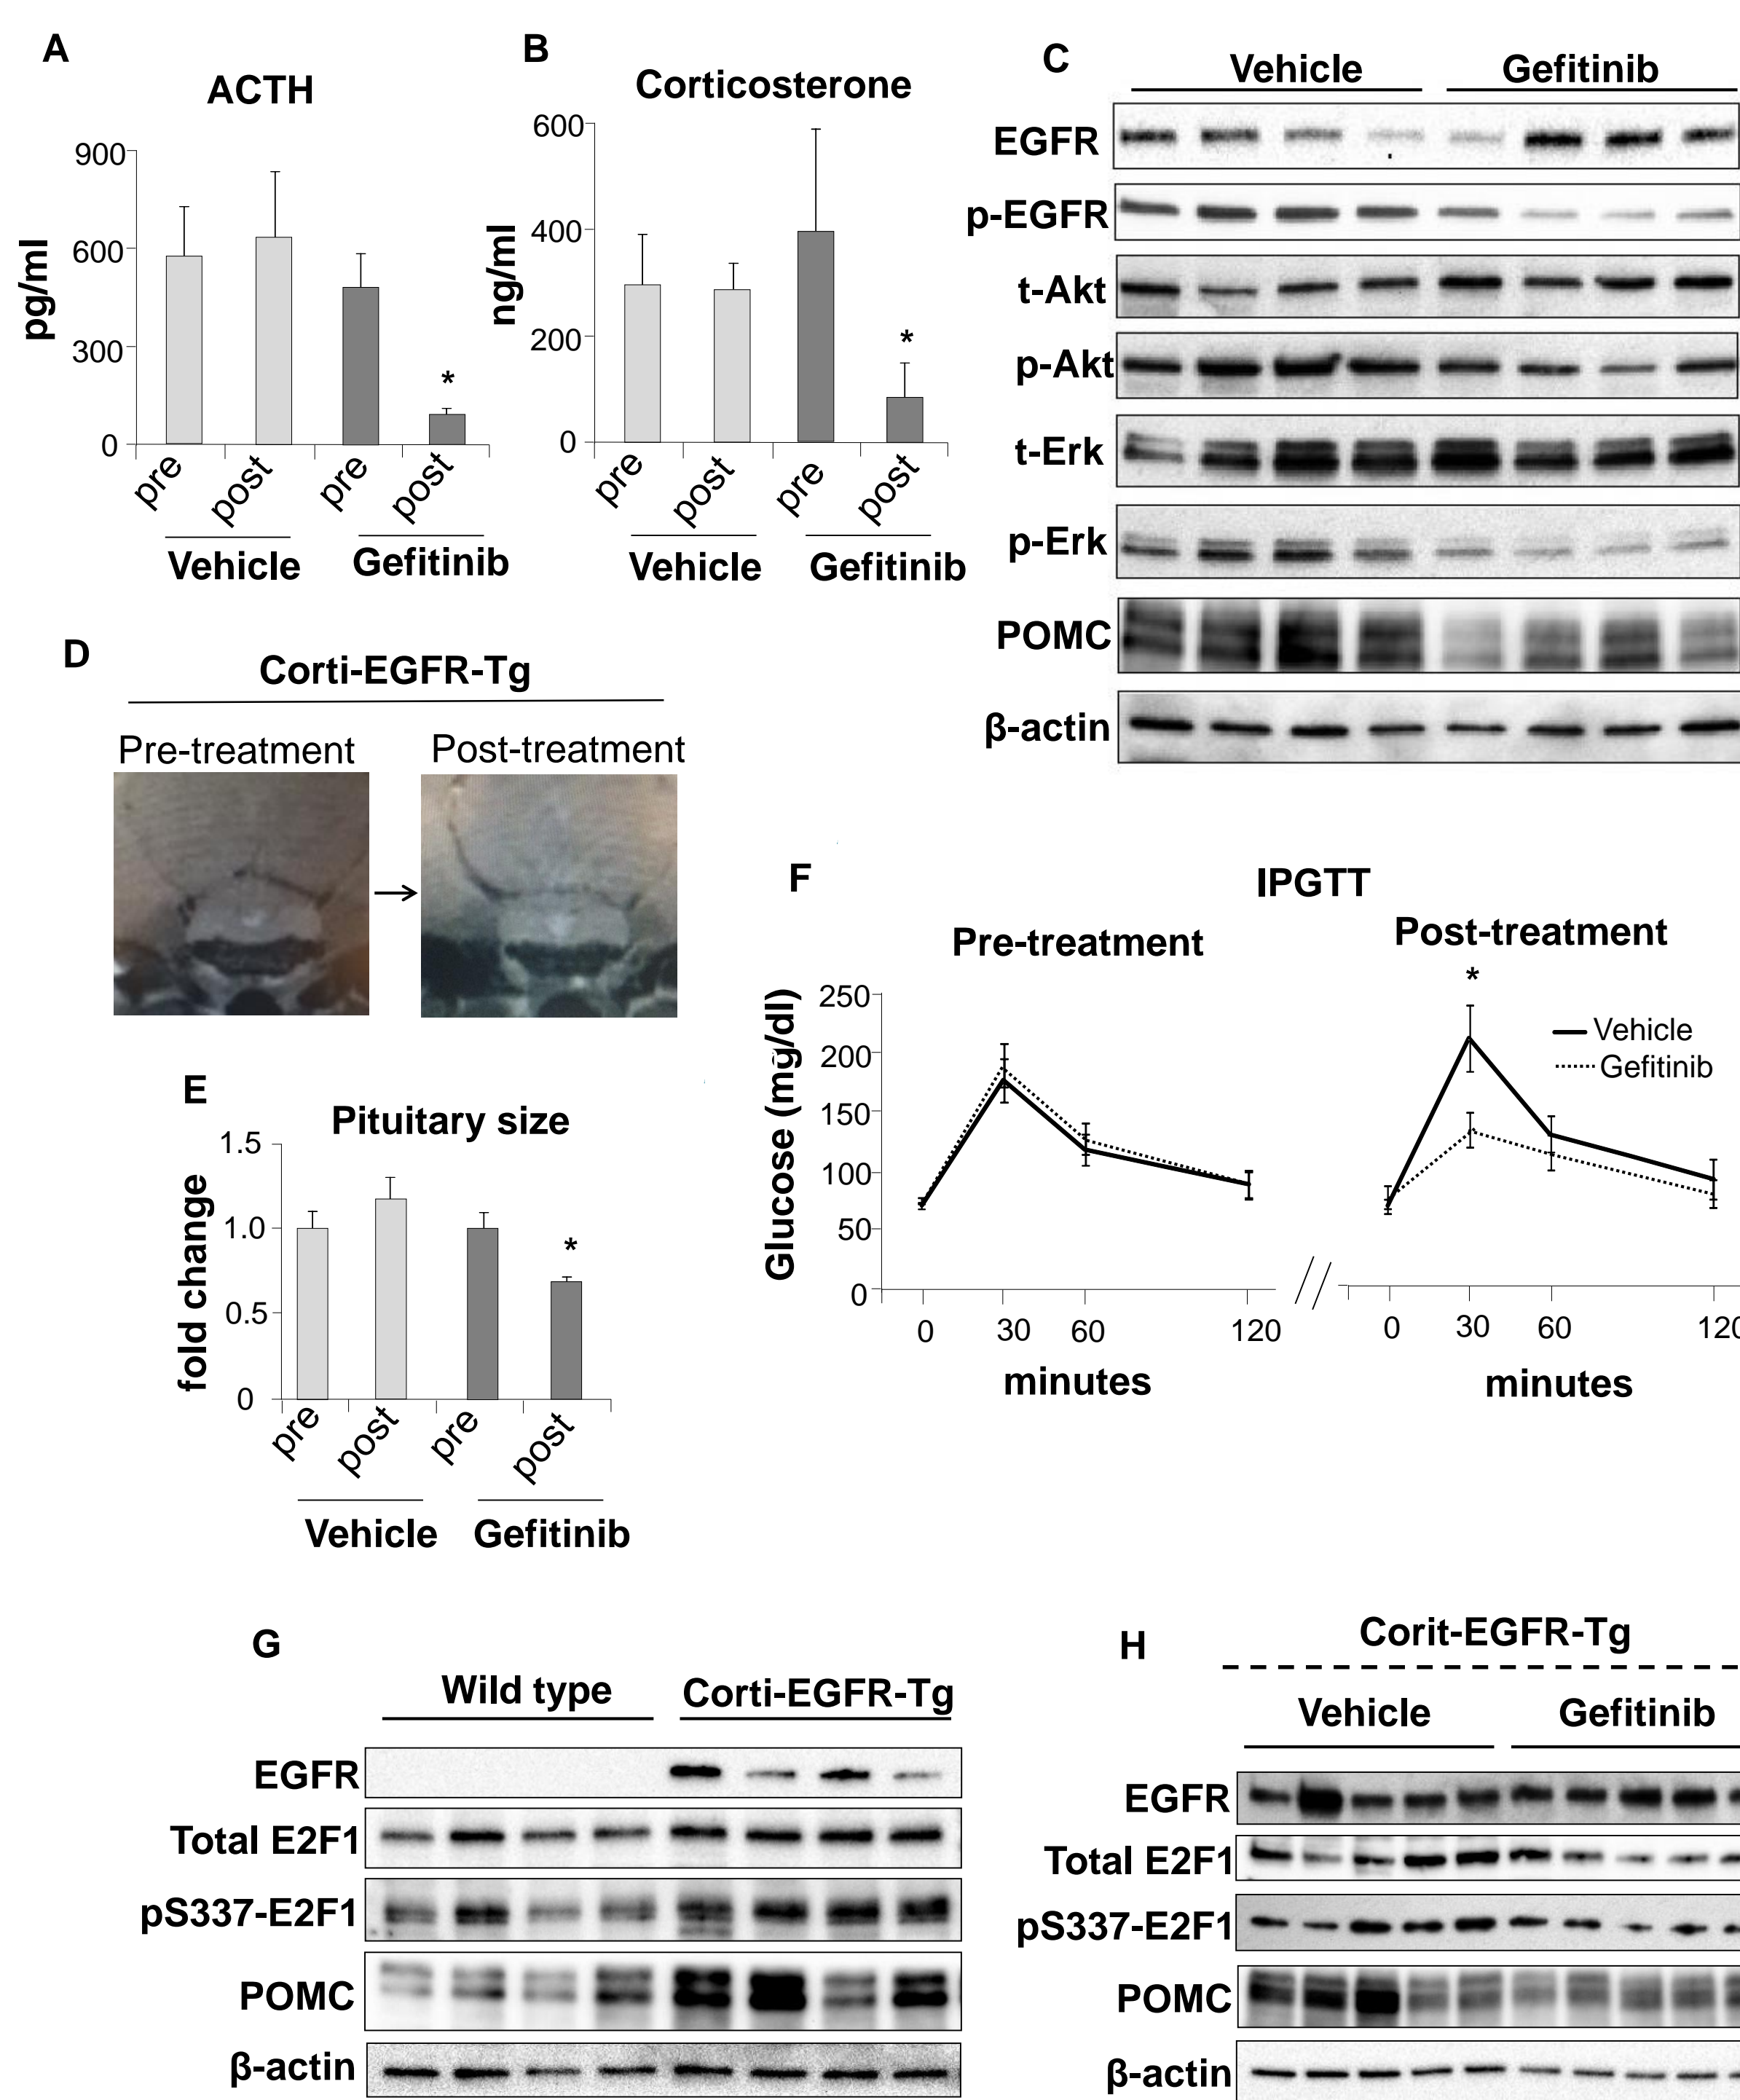 A
ACTH
900
600
300
0
pg/ml
*
pre
post
pre
post
Vehicle
Gefitinib
B
Corticosterone
600
400
200
0
ng/ml
*
pre
post
pre
post
Vehicle
Gefitinib
C
Vehicle
Gefitinib
EGFR
p-EGFR
t-Akt
p-Akt
t-Erk
p-Erk
POMC
β-actin
D
Corti-EGFR-Tg
Pre-treatment
Post-treatment
E
Pituitary size
1.5
1.0
0.5
0
fold change
*
pre
post
pre
post
Vehicle
Gefitinib
F
IPGTT
Pre-treatment
Post-treatment
*
250
200
150
100
50
0
Glucose (mg/dl)
Vehicle
Gefitinib
0
30
60
120
minutes
0
30
60
120
minutes
G
Wild type
Corti-EGFR-Tg
EGFR
Total E2F1
pS337-E2F1
POMC
β-actin
H
Corit-EGFR-Tg
Vehicle
Gefitinib
EGFR
Total E2F1
pS337-E2F1
POMC
β-actin